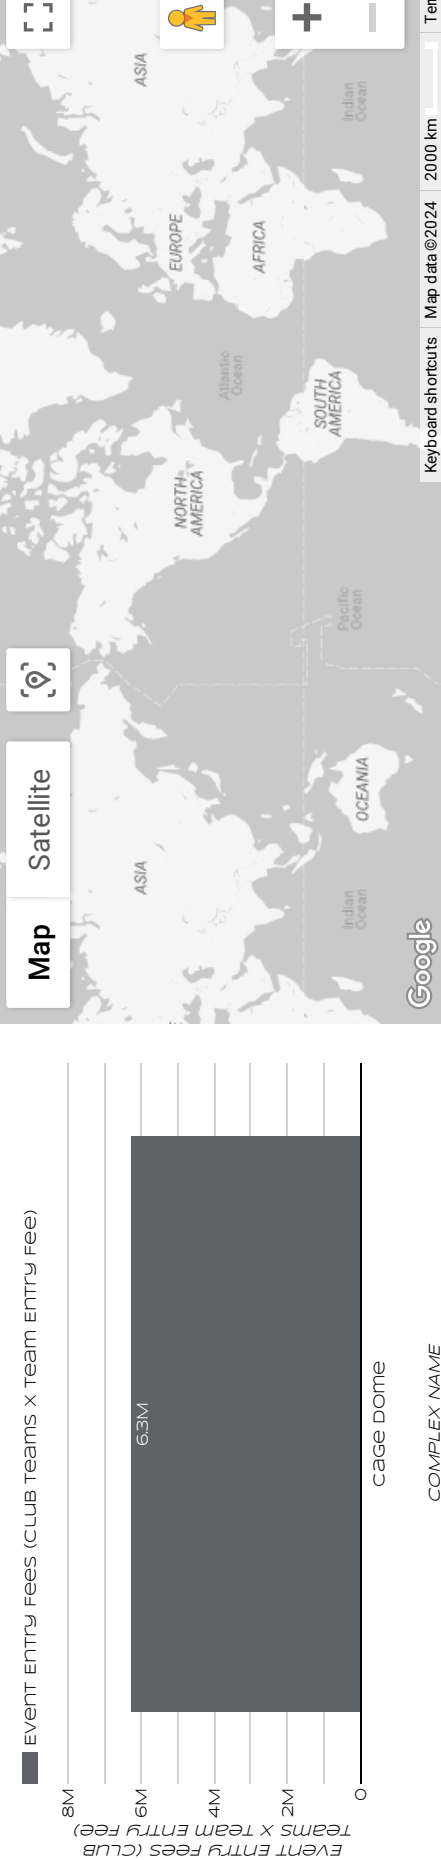 EVENT ENTRY FEES (CLUB TEAMS X TEAM ENTRY FEE)
EVENT ENTRY FEES (CLUB
TEAMS X TEAM ENTRY FEE)
8M
6M
4M
2M
0
6.3M
CAGE DOME
COMPLEX NAME
Map
Satellite
ASIA
ASIA
NORTH
AMERICA
EUROPE
Atlantic
Ocean
AFRICA
SOUTH
AMERICA
Pacific
Ocean
OCEANIA
Indian
Ocean
Indian
Ocean
Google
Keyboard shortcuts
Map data ©2024
2000 km